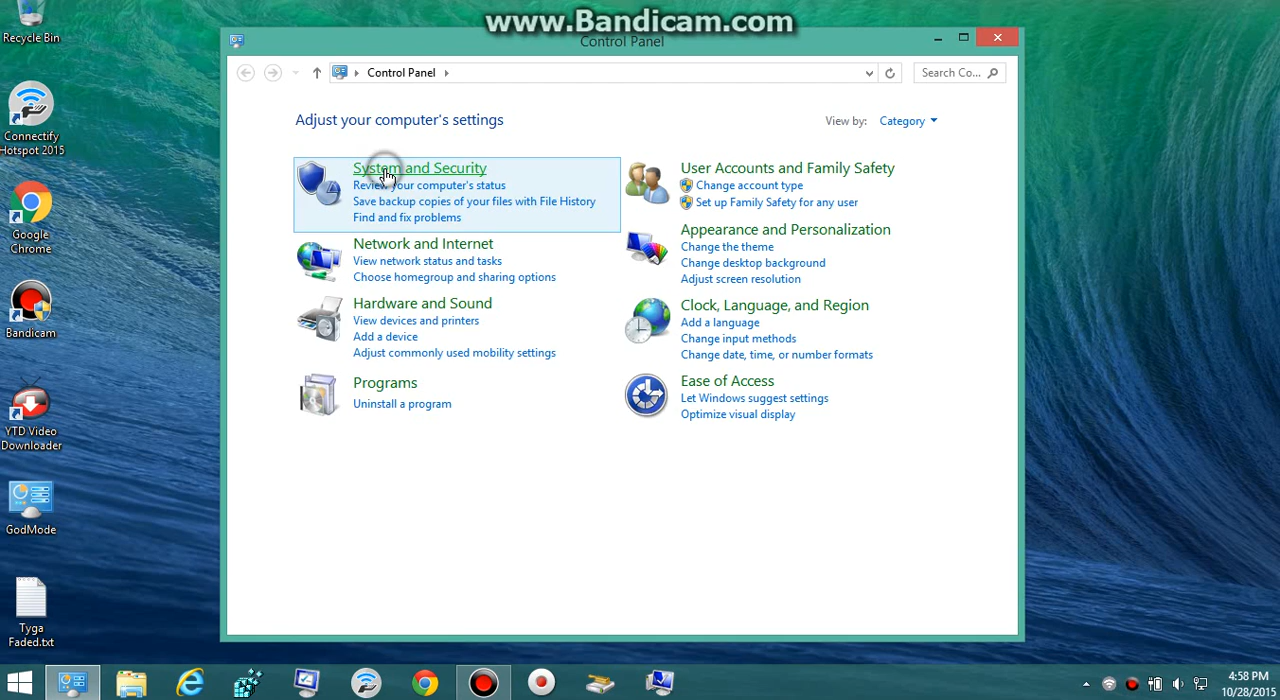 www.Bandicam.com
Recycle Bin
Connectify
Hotspot 2015
Google
Chrome
Bandicam
YTD Video
Downloader
GodMode
Tyga
Faded.txt
Control Panel
Control Panel
Search Co...
Adjust your computer's settings
View by: Category
System and Security
Review your computer's status
Save backup copies of your files with File History
Find and fix problems
Network and Internet
View network status and tasks
Choose homegroup and sharing options
Hardware and Sound
View devices and printers
Add a device
Adjust commonly used mobility settings
Programs
Uninstall a program
User Accounts and Family Safety
Change account type
Set up Family Safety for any user
Appearance and Personalization
Change the theme
Change desktop background
Adjust screen resolution
Clock, Language, and Region
Add a language
Change input methods
Change date, time, or number formats
Ease of Access
Let Windows suggest settings
Optimize visual display
4:58 PM
10/28/2015